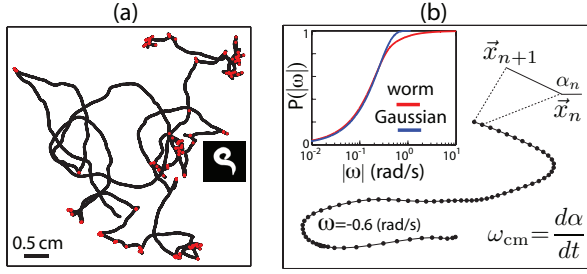 (a)
0.5 cm
(b)
P(|ω|)
1
0
worm
Gaussian
10⁻² 10⁻¹ 10⁰ 10¹
|ω| (rad/s)
x⃗ₙ₊₁
αₙ
x⃗ₙ
ω=-0.6 (rad/s)
ω_cm = dα/dt